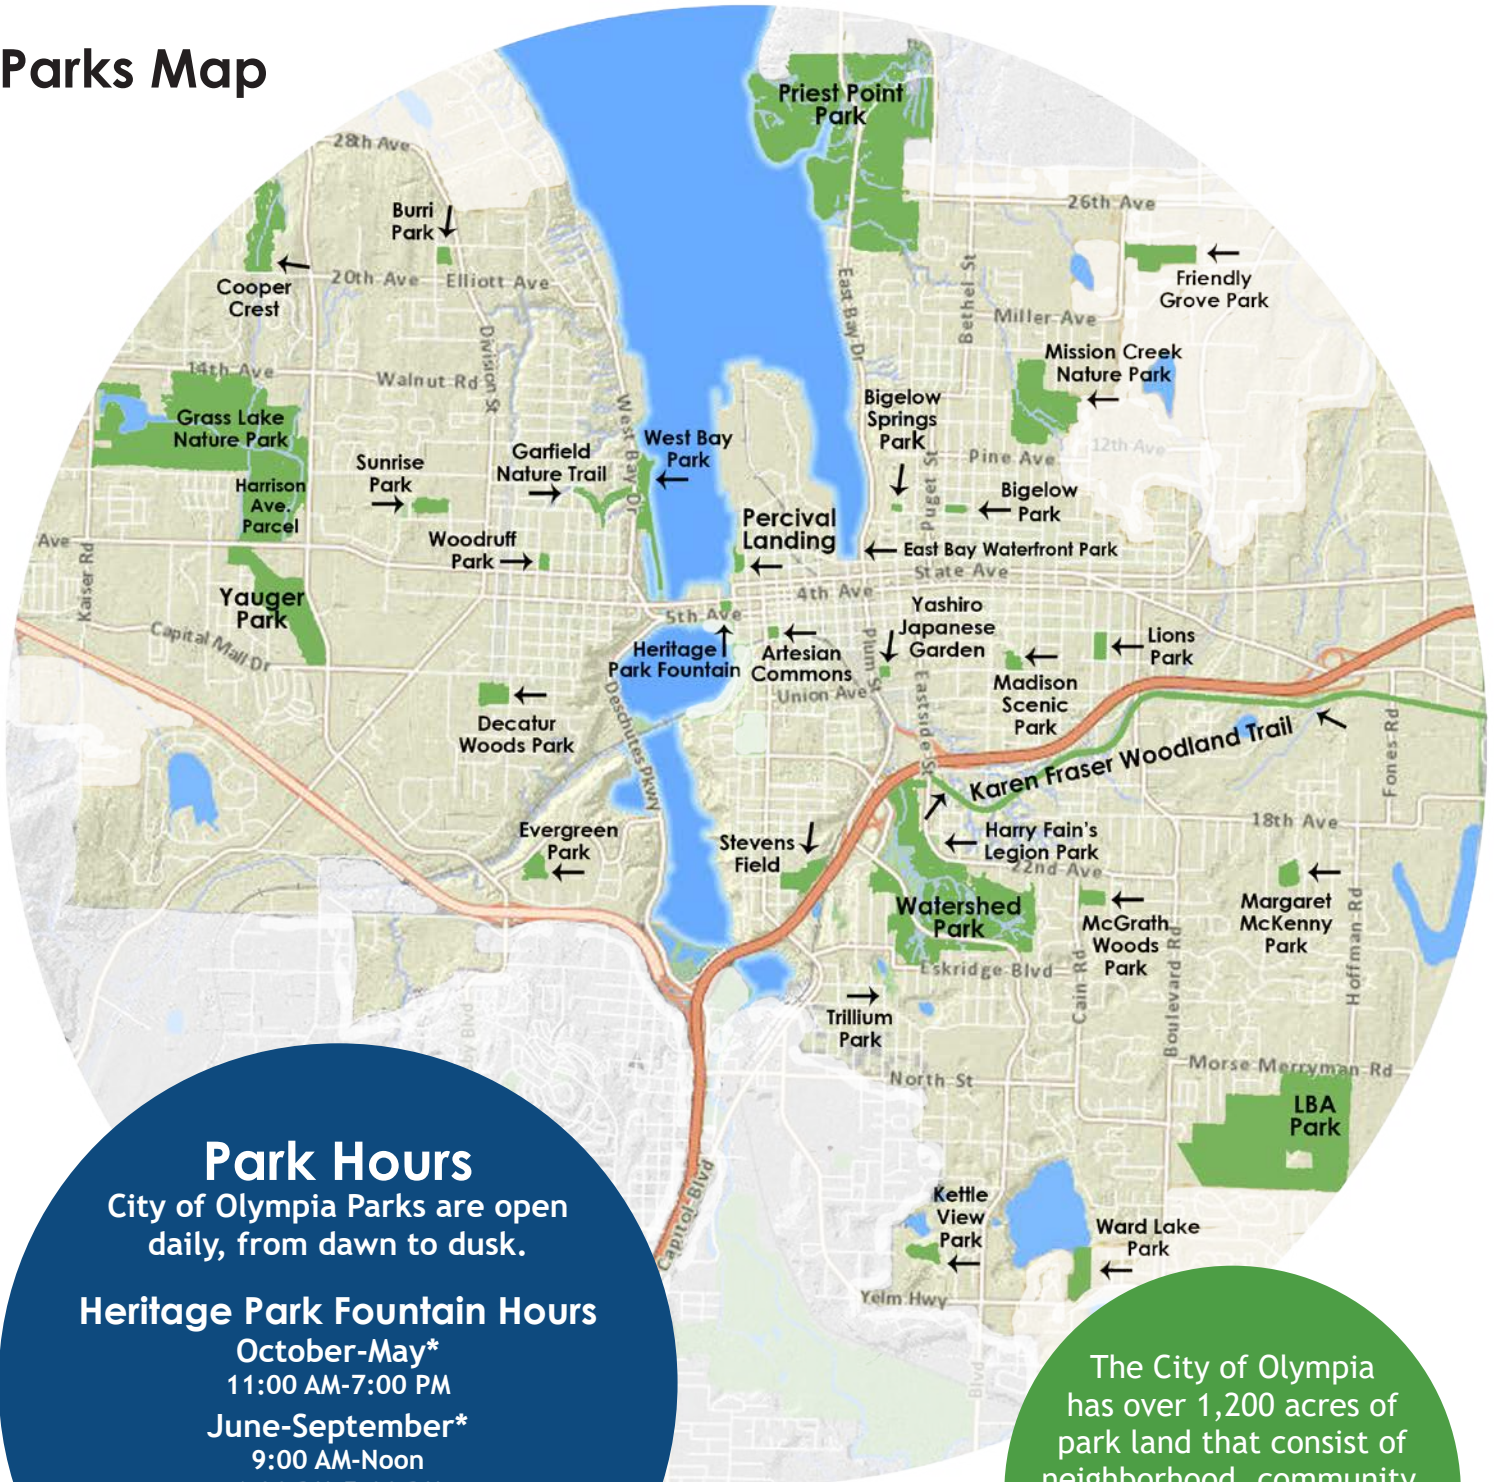 Parks Map
Priest Point
Park
28th Ave
Burri
Park
26th Ave
Cooper
Crest
20th Ave
Elliott Ave
Friendly
Grove Park
East Bay Dr
Bethel St
Miller Ave
Division St
14th Ave
Walnut Rd
Mission Creek
Nature Park
Grass Lake
Nature Park
Bigelow
Springs
Park
12th Ave
West Bay Dr
West Bay
Park
Garfield
Nature Trail
Sunrise
Park
Pine Ave
Puget St
Harrison
Ave.
Parcel
Bigelow
Park
Percival
Landing
Woodruff
Park
East Bay Waterfront Park
Ave
Kaiser Rd
State Ave
4th Ave
5th Ave
Yauger
Park
Capital Mall Dr
Yashiro
Japanese
Garden
Plum St
Heritage
Park Fountain
Artesian
Commons
Lions
Park
Union Ave
Eastside St
Madison
Scenic
Park
Deschutes Pkwy
Decatur
Woods Park
Karen Fraser Woodland Trail
Fones Rd
Evergreen
Park
Stevens
Field
Harry Fain's
Legion Park
18th Ave
22nd Ave
Watershed
Park
McGrath
Woods
Park
Margaret
McKenny
Park
Hoffman Rd
Eskridge Blvd
Cain Rd
Boulevard Rd
Trillium
Park
North St
Morse Merryman Rd
LBA
Park
Capitol Blvd
Kettle
View
Park
Ward Lake
Park
Yelm Hwy
Blvd
Park Hours
City of Olympia Parks are open
daily, from dawn to dusk.
Heritage Park Fountain Hours
October-May*
11:00 AM-7:00 PM
June-September*
9:00 AM-Noon
The City of Olympia
has over 1,200 acres of
park land that consist of
neighborhood, community